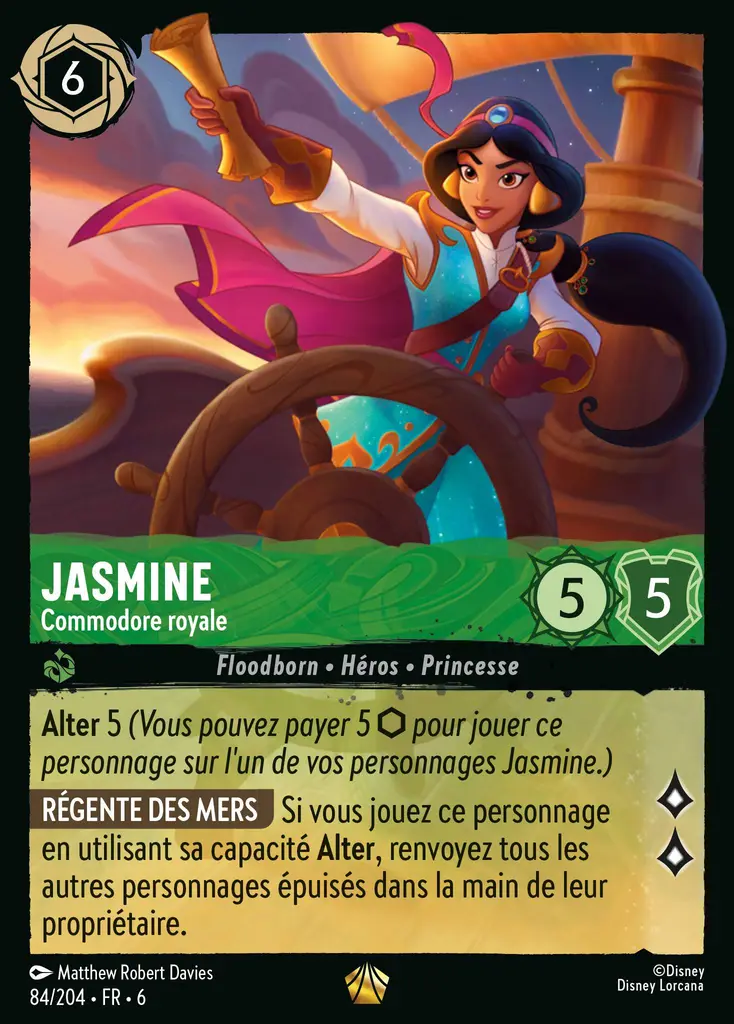 6
JASMINE
Commodore royale
5
5
Floodborn • Héros • Princesse
Alter 5 (Vous pouvez payer 5 ⬡ pour jouer ce
personnage sur l'un de vos personnages Jasmine.)
RÉGENTE DES MERS Si vous jouez ce personnage
en utilisant sa capacité Alter, renvoyez tous les
autres personnages épuisés dans la main de leur
propriétaire.
Matthew Robert Davies
84/204 • FR • 6
©Disney
Disney Lorcana